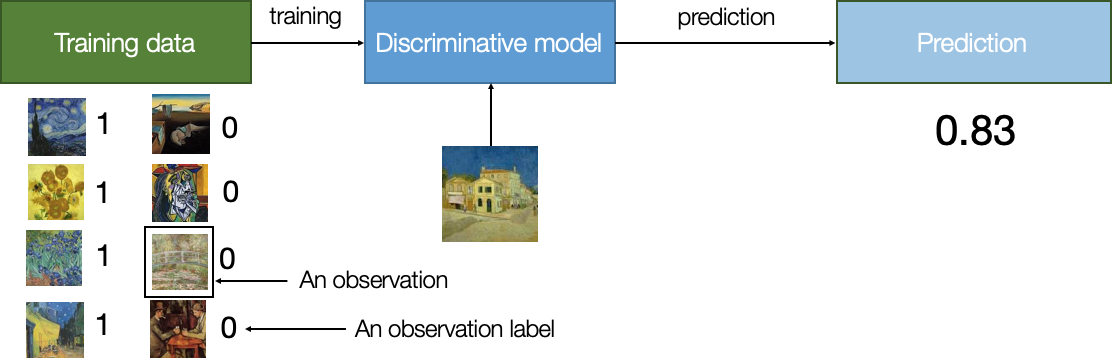 training
prediction
Training data
Discriminative model
Prediction
1
0
0.83
1
0
1
0
An observation
1
0
An observation label